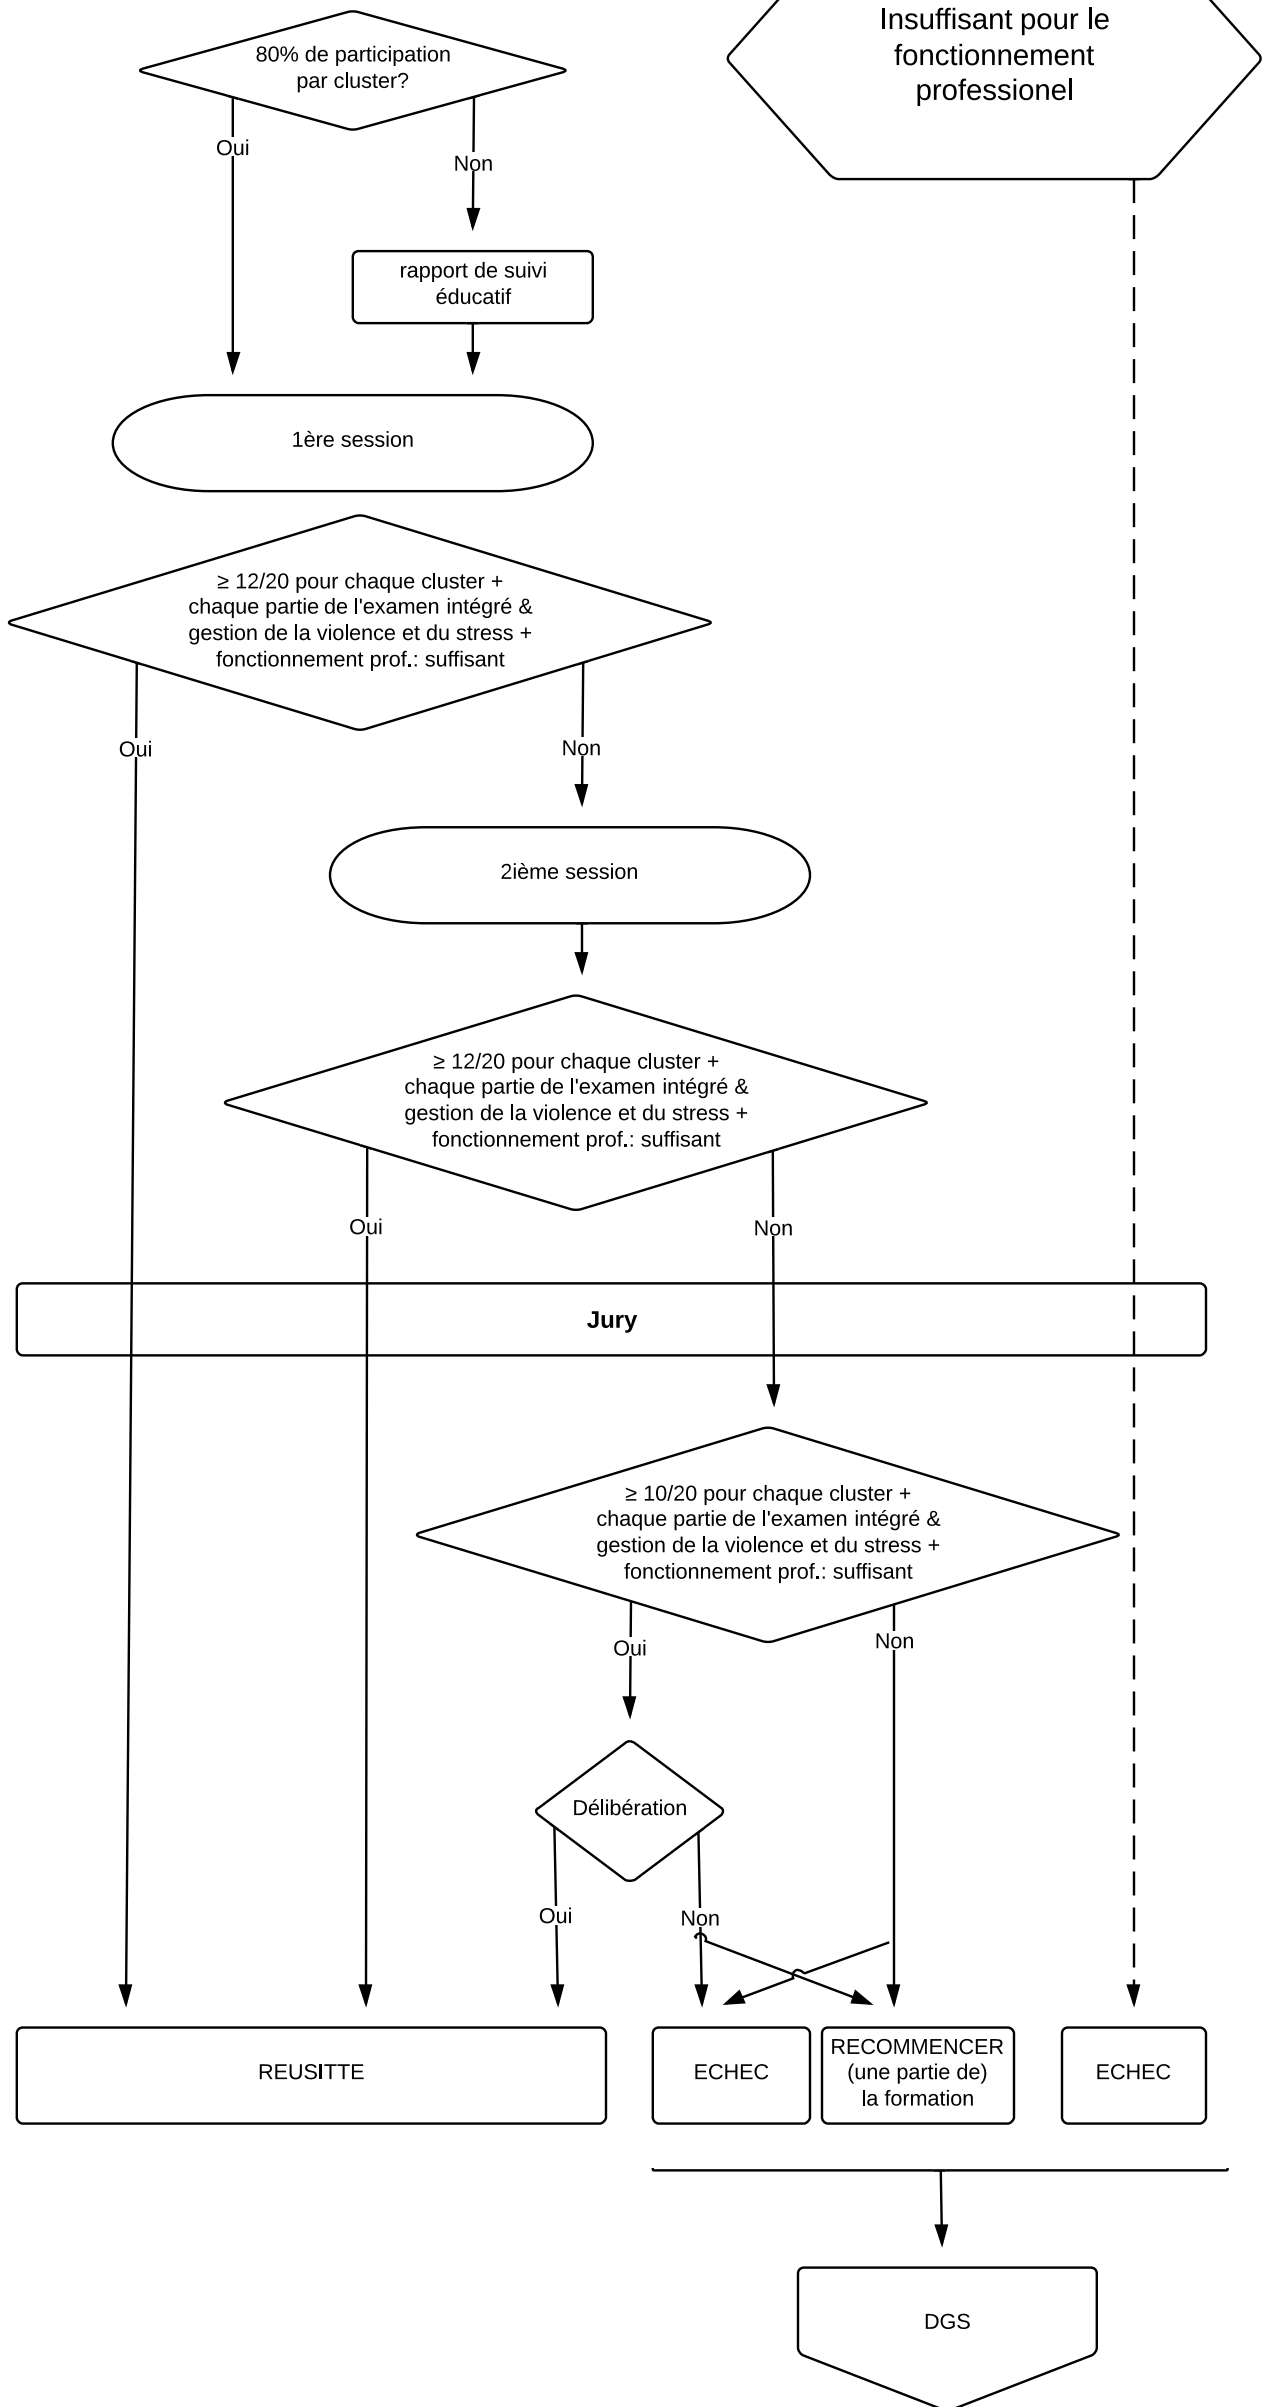 Insuffisant pour le
fonctionnement
professionel
80% de participation
par cluster?
Oui
Non
rapport de suivi
éducatif
1ère session
≥ 12/20 pour chaque cluster +
chaque partie de l'examen intégré &
gestion de la violence et du stress +
fonctionnement prof.: suffisant
Oui
Non
2ième session
≥ 12/20 pour chaque cluster +
chaque partie de l'examen intégré &
gestion de la violence et du stress +
fonctionnement prof.: suffisant
Oui
Non
Jury
≥ 10/20 pour chaque cluster +
chaque partie de l'examen intégré &
gestion de la violence et du stress +
fonctionnement prof.: suffisant
Oui
Non
Délibération
Oui
Non
REUSITTE
ECHEC
RECOMMENCER
(une partie de)
la formation
ECHEC
DGS